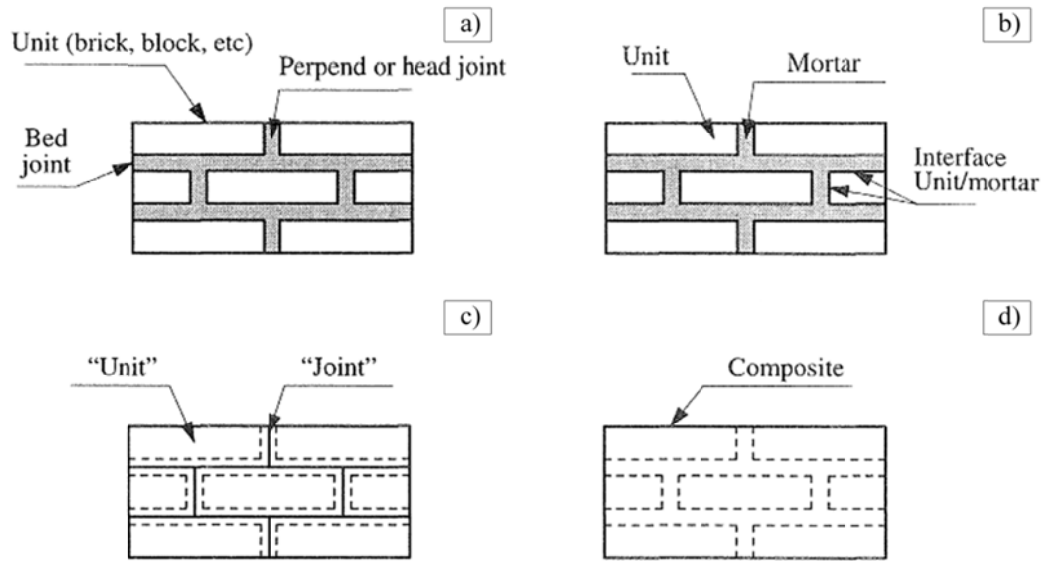 a)
Unit (brick, block, etc)
Perpend or head joint
Bed
joint
b)
Unit
Mortar
Interface
Unit/mortar
c)
“Unit”
“Joint”
d)
Composite